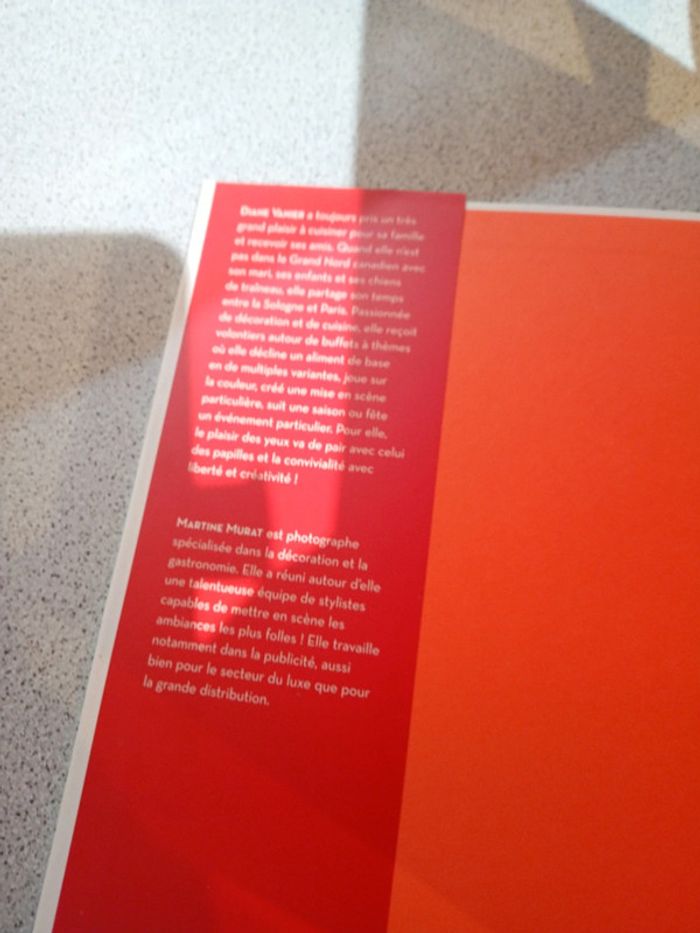 DIANE VANIER a toujours pris un très
grand plaisir à cuisiner pour sa famille
et recevoir ses amis. Quand elle n'est
pas dans le Grand Nord canadien avec
son mari, ses enfants et ses chiens
de traîneau, elle partage son temps
entre la Sologne et Paris. Passionnée
de décoration et de cuisine, elle reçoit
volontiers autour de buffets à thèmes
où elle décline un aliment de base
en de multiples variantes, joue sur
la couleur, créé une mise en scène
particulière, suit une saison ou fête
un événement particulier. Pour elle,
le plaisir des yeux va de pair avec celui
des papilles et la convivialité avec
liberté et créativité !
MARTINE MURAT est photographe
spécialisée dans la décoration et la
gastronomie. Elle a réuni autour d'elle
une talentueuse équipe de stylistes
capables de mettre en scène les
ambiances les plus folles ! Elle travaille
notamment dans la publicité, aussi
bien pour le secteur du luxe que pour
la grande distribution.